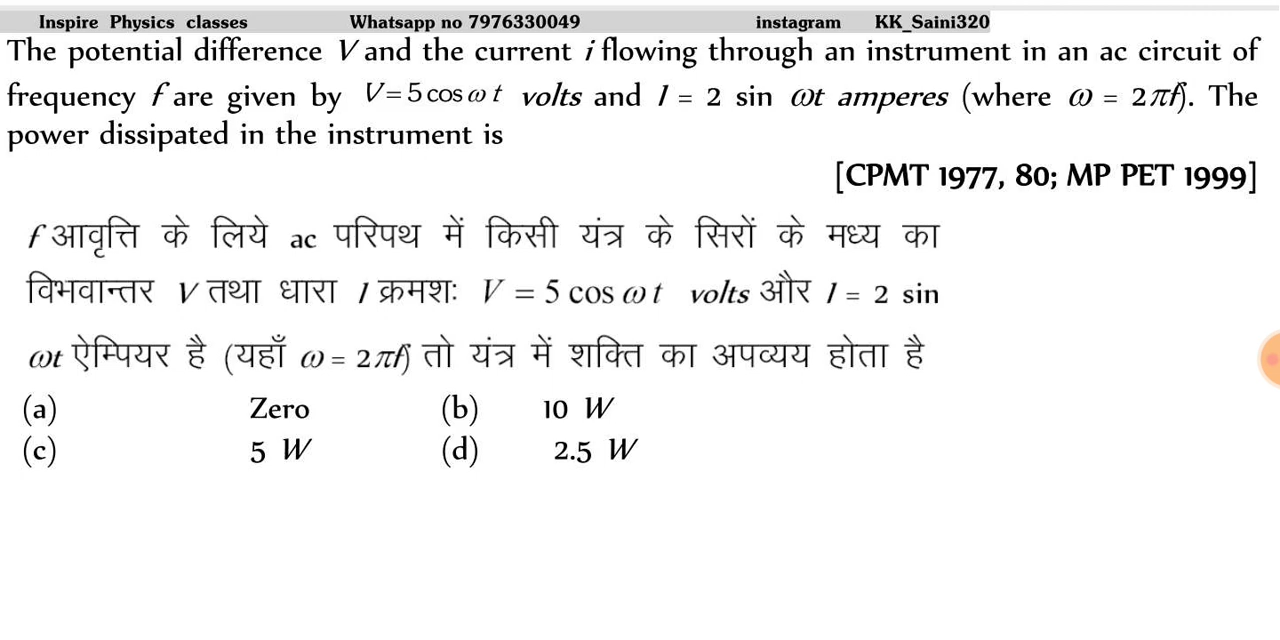 Inspire Physics classes Whatsapp no 7976330049 instagram KK_Saini320
The potential difference V and the current i flowing through an instrument in an ac circuit of
frequency f are given by V=5 cos ω t volts and I = 2 sin ωt amperes (where ω = 2πf). The
power dissipated in the instrument is
[CPMT 1977, 80; MP PET 1999]
f आवृत्ति के लिये ac परिपथ में किसी यंत्र के सिरों के मध्य का
विभवान्तर V तथा धारा I क्रमशः V = 5 cos ω t volts और I = 2 sin
ωt ऐम्पियर है (यहाँ ω = 2πf) तो यंत्र में शक्ति का अपव्यय होता है
(a) Zero (b) 10 W
(c) 5 W (d) 2.5 W